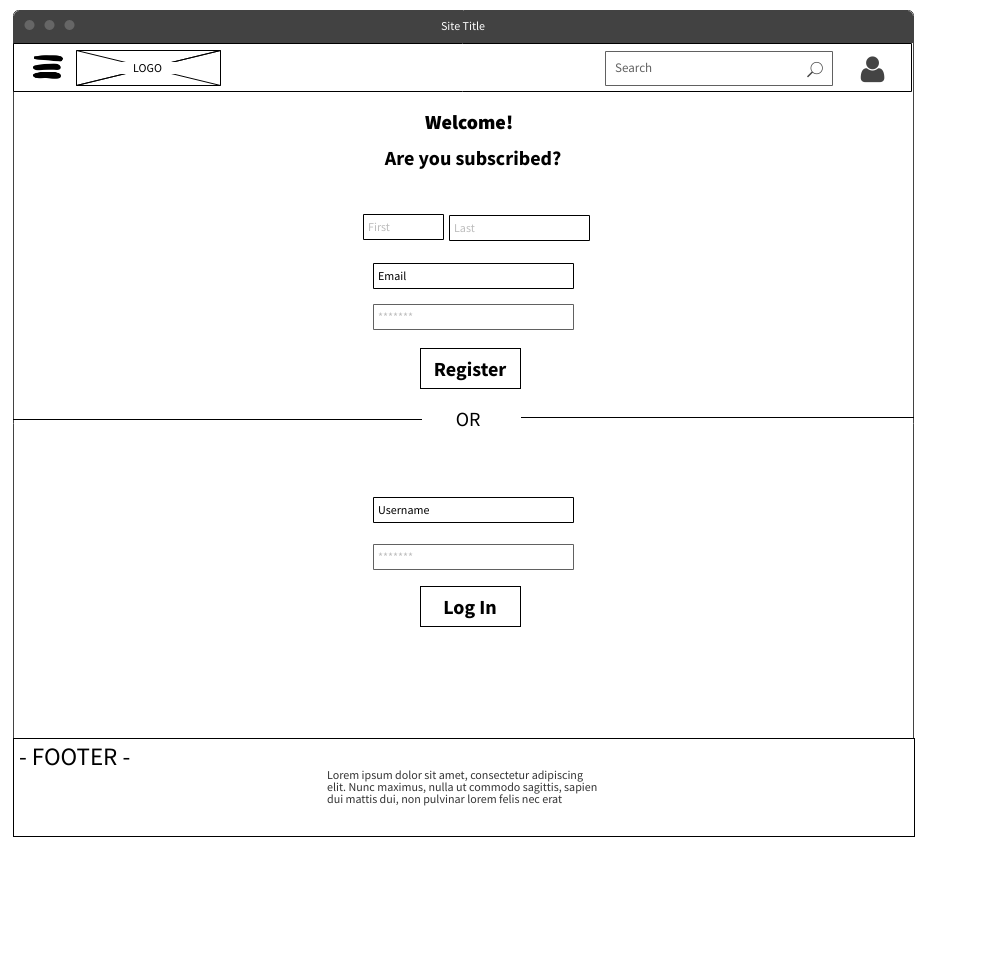 Site Title
LOGO
Search
Welcome!
Are you subscribed?
First
Last
Email
*******
Register
OR
Username
*******
Log In
- FOOTER -
Lorem ipsum dolor sit amet, consectetur adipiscing
elit. Nunc maximus, nulla ut commodo sagittis, sapien
dui mattis dui, non pulvinar lorem felis nec erat